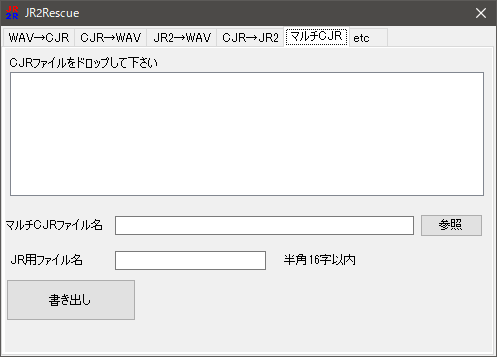 JR 2R JR2Rescue
WAV→CJR CJR→WAV JR2→WAV CJR→JR2 マルチCJR etc
CJRファイルをドロップして下さい
マルチCJRファイル名 参照
JR用ファイル名 半角16字以内
書き出し